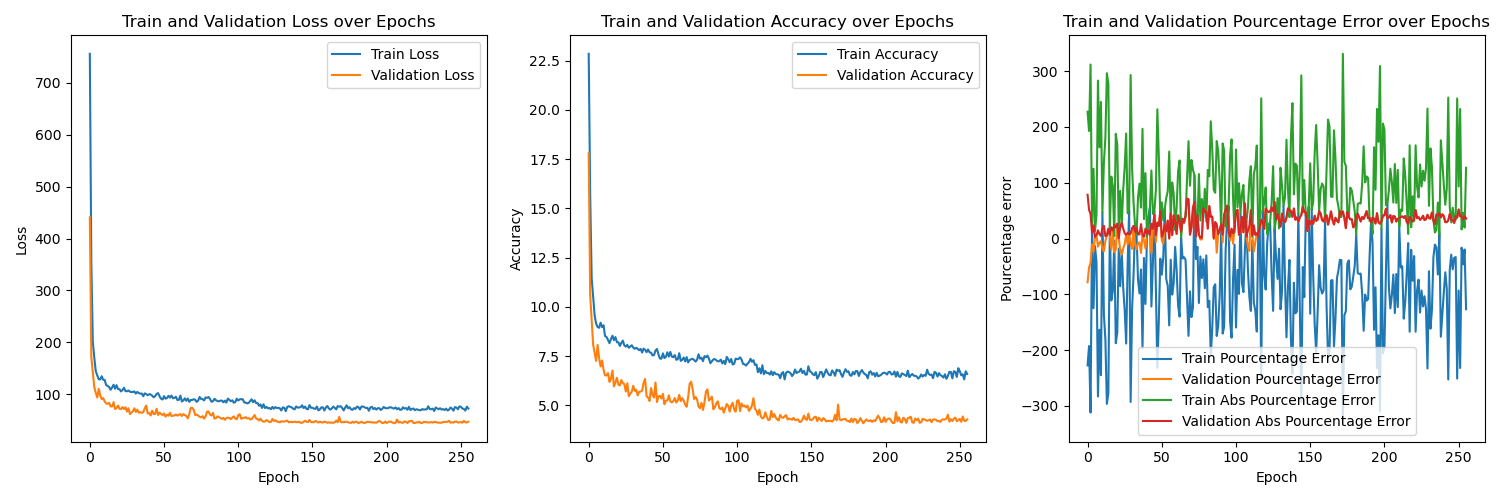 Train and Validation Loss over Epochs
Train Loss
Validation Loss
700
600
500
400
300
200
100
Loss
0
50
100
150
200
250
Epoch
Train and Validation Accuracy over Epochs
Train Accuracy
Validation Accuracy
22.5
20.0
17.5
15.0
12.5
10.0
7.5
5.0
Accuracy
0
50
100
150
200
250
Epoch
Train and Validation Pourcentage Error over Epochs
300
200
100
0
−100
−200
−300
Pourcentage error
Train Pourcentage Error
Validation Pourcentage Error
Train Abs Pourcentage Error
Validation Abs Pourcentage Error
0
50
100
150
200
250
Epoch